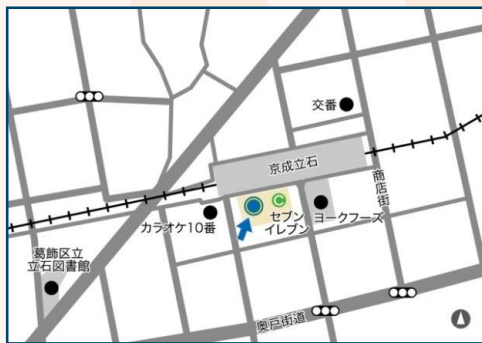 交番
京成立石
商店街
C
セブン
イレブン
ヨークフーズ
カラオケ10番
葛飾区立
立石図書館
奥戸街道